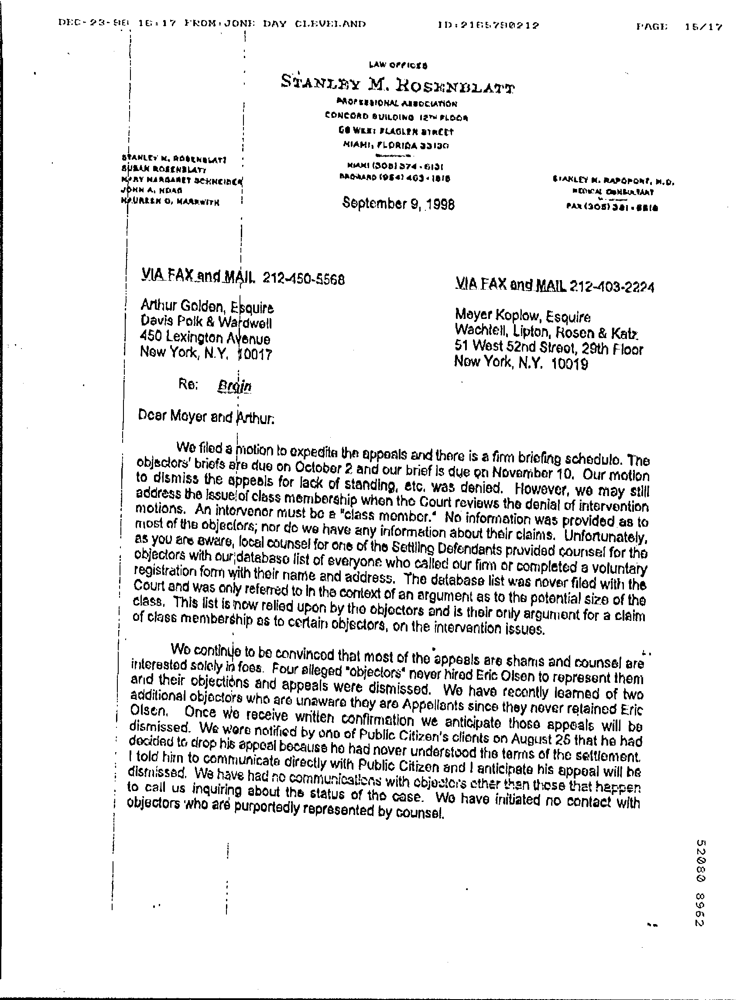 DEC-23-98 16:17 FROM:JONE DAY CLEVELAND ID:2165790212 PAGE 16/17
LAW OFFICES
STANLEY M. ROSENBLATT
PROFESSIONAL ASSOCIATION
CONCORD BUILDING 12TH FLOOR
66 WEST FLAGLER STREET
MIAMI, FLORIDA 33130
MIAMI (305) 374-6131
BROWARD (954) 463-1818
STANLEY M. ROSENBLATT
SUSAN ROSENBLATT
MARY MARGARET SCHNEIDER
JOHN A. HOAG
MAUREEN O.
STANLEY M. RAPOPORT, M.D.
MEDICAL CONSULTANT
FAX (305) 381-
September 9, 1998
VIA FAX and MAIL 212-450-5568
Arthur Golden, Esquire
Davis Polk & Wardwell
450 Lexington Avenue
New York, N.Y. 10017
VIA FAX and MAIL 212-403-2224
Meyer Koplow, Esquire
Wachtell, Lipton, Rosen & Katz
51 West 52nd Street, 29th Floor
New York, N.Y. 10019
Re: Broin
Dear Meyer and Arthur:
We filed a motion to expedite the appeals and there is a firm briefing schedule. The
objectors' briefs are due on October 2 and our brief is due on November 10. Our motion
to dismiss the appeals for lack of standing, etc. was denied. However, we may still
address the issue of class membership when the Court reviews the denial of intervention
motions. An intervenor must be a "class member." No information was provided as to
most of the objectors; nor do we have any information about their claims. Unfortunately,
as you are aware, local counsel for one of the Settling Defendants provided counsel for the
objectors with our database list of everyone who called our firm or completed a voluntary
registration form with their name and address. The database list was never filed with the
Court and was only referred to in the context of an argument as to the potential size of the
class. This list is now relied upon by the objectors and is their only argument for a claim
of class membership as to certain objectors, on the intervention issues.
We continue to be convinced that most of the appeals are shams and counsel are
interested solely in fees. Four alleged "objectors" never hired Eric Olsen to represent them
and their objections and appeals were dismissed. We have recently learned of two
additional objectors who are unaware they are Appellants since they never retained Eric
Olsen. Once we receive written confirmation we anticipate those appeals will be
dismissed. We were notified by one of Public Citizen's clients on August 26 that he had
decided to drop his appeal because he had never understood the terms of the settlement.
I told him to communicate directly with Public Citizen and I anticipate his appeal will be
dismissed. We have had no communications with objectors other than those that happen
to call us inquiring about the status of the case. We have initiated no contact with
objectors who are purportedly represented by counsel.
52080 8962